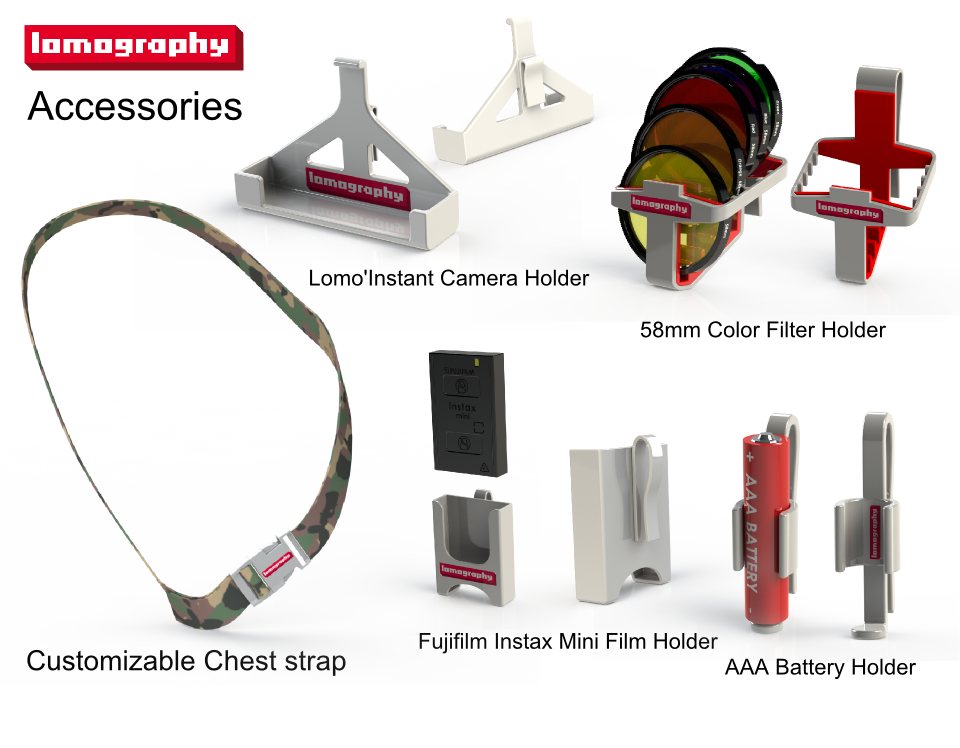 lomography
Accessories
lomography
Lomo'Instant Camera Holder
lomography
lomography
58mm Color Filter Holder
lomography
Customizable Chest strap
instax
mini
lomography
Fujifilm Instax Mini Film Holder
+ AAA BATTERY -
lomography
AAA Battery Holder